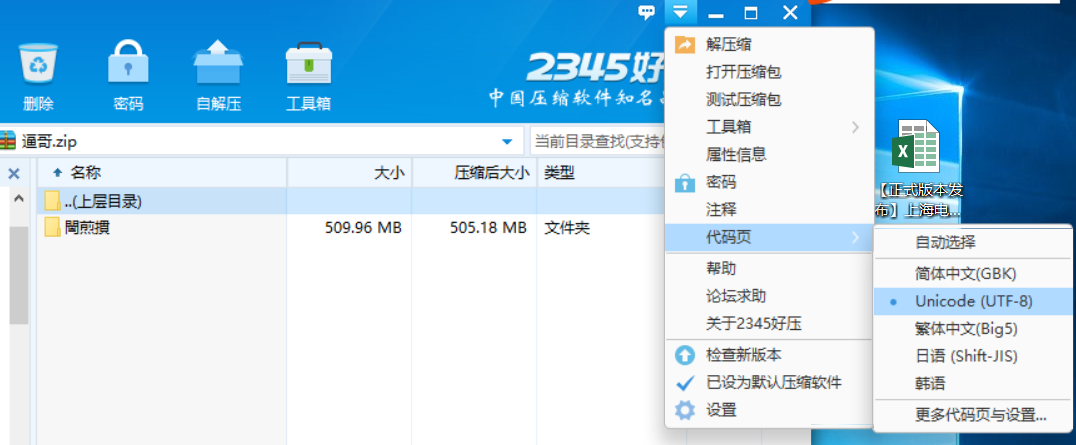 2345好
中国压缩软件知名品
删除
密码
自解压
工具箱
逼哥.zip
当前目录查找(支持
名称
大小
压缩后大小
类型
..(上层目录)
閫煎摜
509.96 MB
505.18 MB
文件夹
解压缩
打开压缩包
测试压缩包
工具箱
属性信息
密码
注释
代码页
帮助
论坛求助
关于2345好压
检查新版本
已设为默认压缩软件
设置
自动选择
简体中文(GBK)
Unicode (UTF-8)
繁体中文(Big5)
日语 (Shift-JIS)
韩语
更多代码页与设置...
【正式版本发
布】上海电...